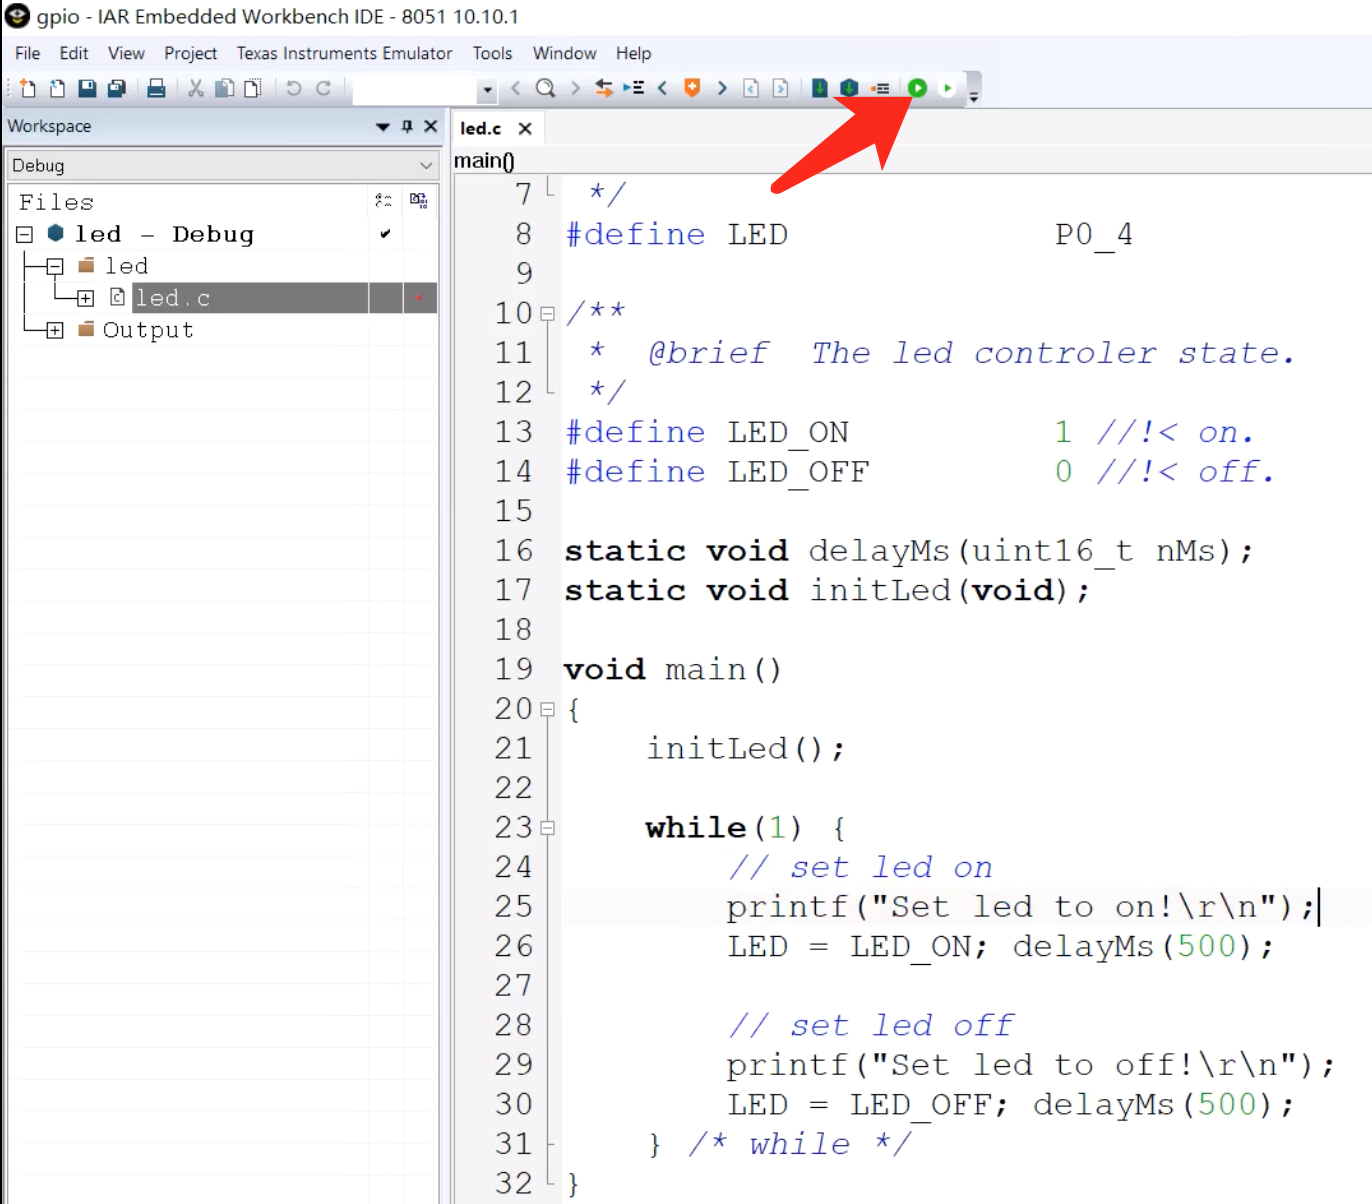 gpio - IAR Embedded Workbench IDE - 8051 10.10.1
File Edit View Project Texas Instruments Emulator Tools Window Help
Workspace
led.c
Debug
main()
Files
led - Debug
led
led.c
Output
7 */
8 #define LED P0_4
9
10 /**
11 * @brief The led controler state.
12 */
13 #define LED_ON 1 //!< on.
14 #define LED_OFF 0 //!< off.
15
16 static void delayMs(uint16_t nMs);
17 static void initLed(void);
18
19 void main()
20 {
21 initLed();
22
23 while(1) {
24 // set led on
25 printf("Set led to on!\r\n");
26 LED = LED_ON; delayMs(500);
27
28 // set led off
29 printf("Set led to off!\r\n");
30 LED = LED_OFF; delayMs(500);
31 } /* while */
32 }